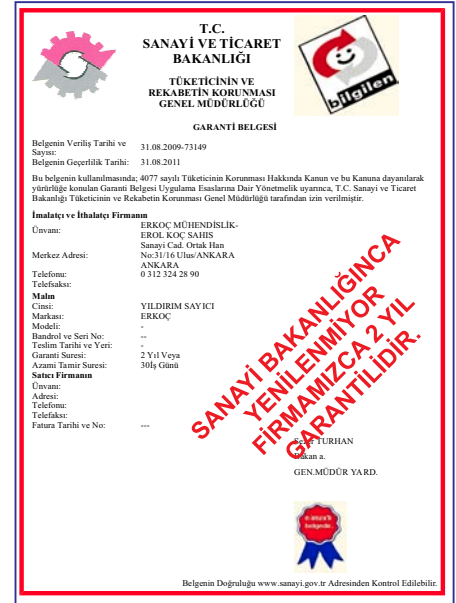 T.C.
SANAYİ VE TİCARET
BAKANLIĞI
TÜKETİCİNİN VE
REKABETİN KORUNMASI
GENEL MÜDÜRLÜĞÜ
bilgilen
GARANTİ BELGESİ
Belgenin Veriliş Tarihi ve
Sayısı: 31.08.2009-73149
Belgenin Geçerlilik Tarihi: 31.08.2011
Bu belgenin kullanılmasında; 4077 sayılı Tüketicinin Korunması Hakkında Kanun ve bu Kanuna dayanılarak
yürürlüğe konulan Garanti Belgesi Uygulama Esaslarına Dair Yönetmelik uyarınca, T.C. Sanayi ve Ticaret
Bakanlığı Tüketicinin ve Rekabetin Korunması Genel Müdürlüğü tarafından izin verilmiştir.
İmalatçı ve İthalatçı Firmanın
Ünvanı: ERKOÇ MÜHENDİSLİK-
EROL KOÇ SAHIS
Merkez Adresi: Sanayi Cad. Ortak Han
No:31/16 Ulus/ANKARA
ANKARA
Telefonu: 0 312 324 28 90
Telefsaksı:
Malın
Cinsi: YILDIRIM SAYICI
Markası: ERKOÇ
Modeli: -
Bandrol ve Seri No: --
Teslim Tarihi ve Yeri: -
Garanti Suresi: 2 Yıl Veya
Azami Tamir Suresi: 30İş Günü
Satıcı Firmanın
Ünvanı:
Adresi:
Telefonu:
Telefaksı:
Fatura Tarihi ve No: ---
SANAYİ BAKANLIĞINCA
YENİLENMİYOR
FİRMAMIZCA 2 YIL
GARANTİLİDİR.
Sezer TURHAN
Bakan a.
GEN.MÜDÜR YARD.
e-imza'lı
belgedir.
Belgenin Doğruluğu www.sanayi.gov.tr Adresinden Kontrol Edilebilir.